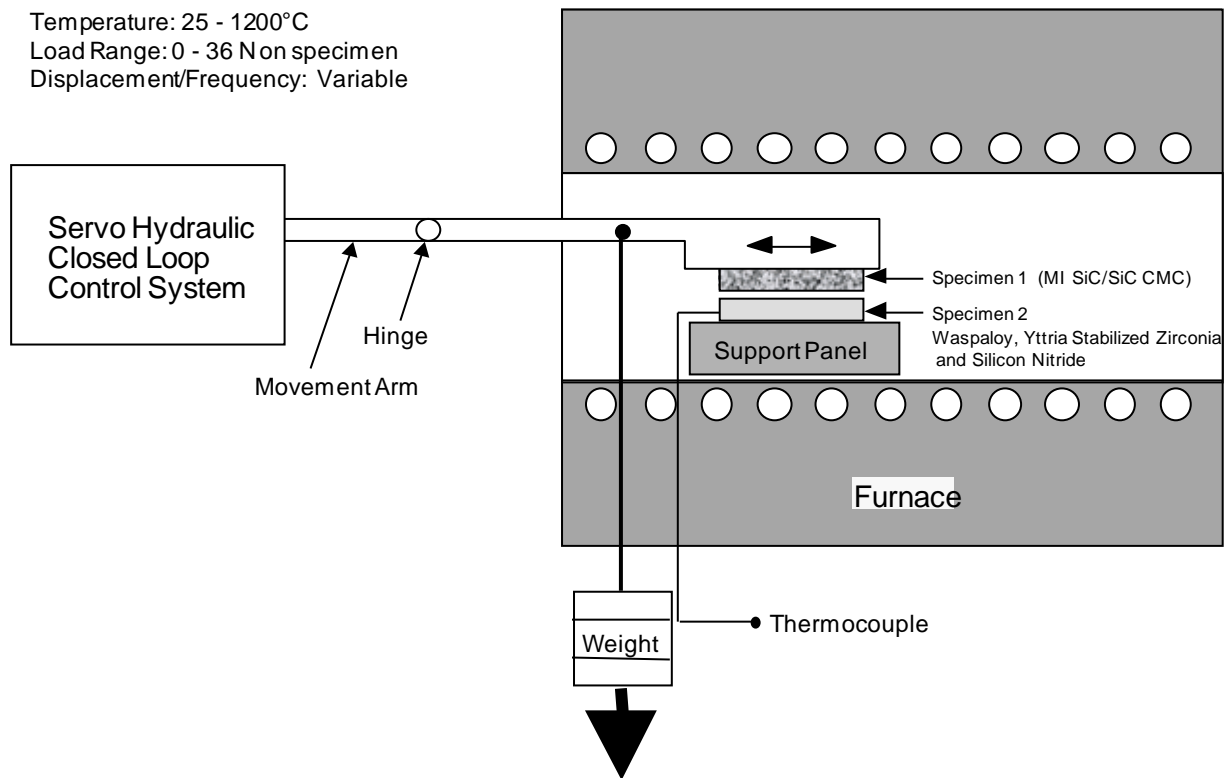 Temperature: 25 - 1200°C
Load Range: 0 - 36 N on specimen
Displacement/Frequency: Variable
Servo Hydraulic
Closed Loop
Control System
Hinge
Movement Arm
Specimen 1 (MI SiC/SiC CMC)
Specimen 2
Waspaloy, Yttria Stabilized Zirconia
and Silicon Nitride
Support Panel
Furnace
Weight
Thermocouple